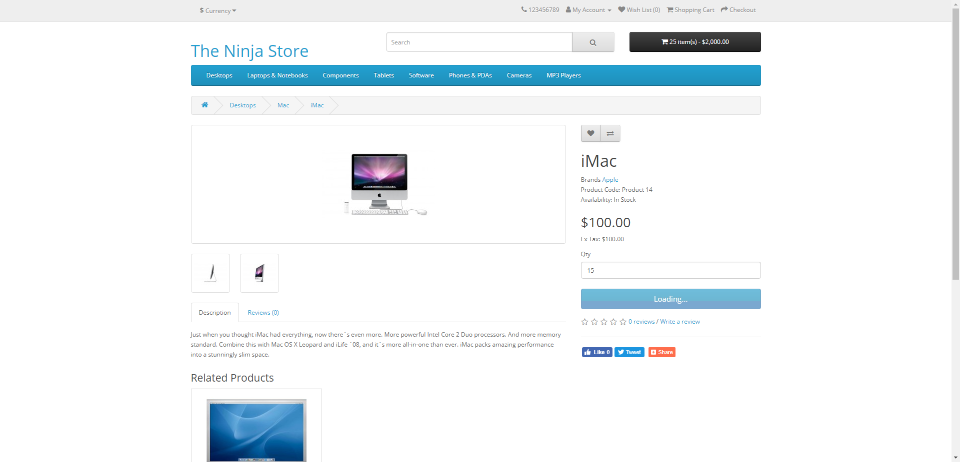 $ Currency
123456789 My Account Wish List (0) Shopping Cart Checkout
The Ninja Store
Search
25 item(s) - $2,000.00
Desktops Laptops & Notebooks Components Tablets Software Phones & PDAs Cameras MP3 Players
Desktops Mac iMac
iMac
Brands Apple
Product Code: Product 14
Availability: In Stock
$100.00
Ex Tax: $100.00
Qty
15
Loading...
0 reviews / Write a review
Like 0 Tweet Share
Description Reviews (0)
Just when you thought iMac had everything, now there´s even more. More powerful Intel Core 2 Duo processors. And more memory
standard. Combine this with Mac OS X Leopard and iLife ´08, and it´s more all-in-one than ever. iMac packs amazing performance
into a stunningly slim space.
Related Products